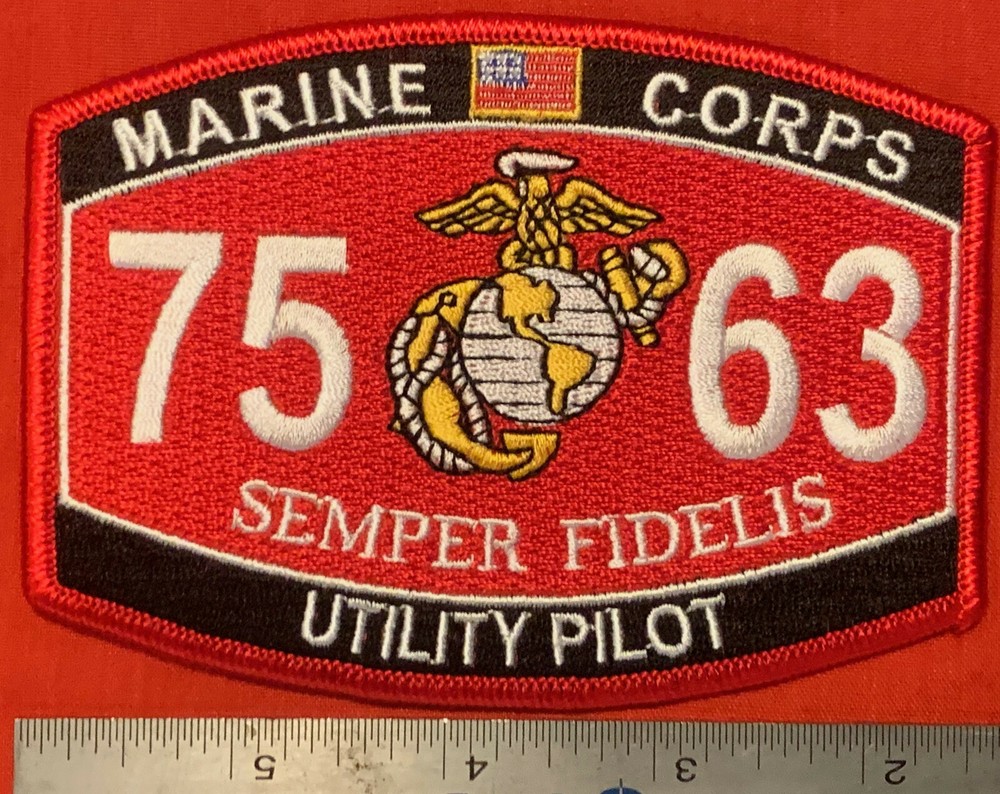 MARINE CORPS
75 63
SEMPER FIDELIS
UTILITY PILOT
5 4 3 2